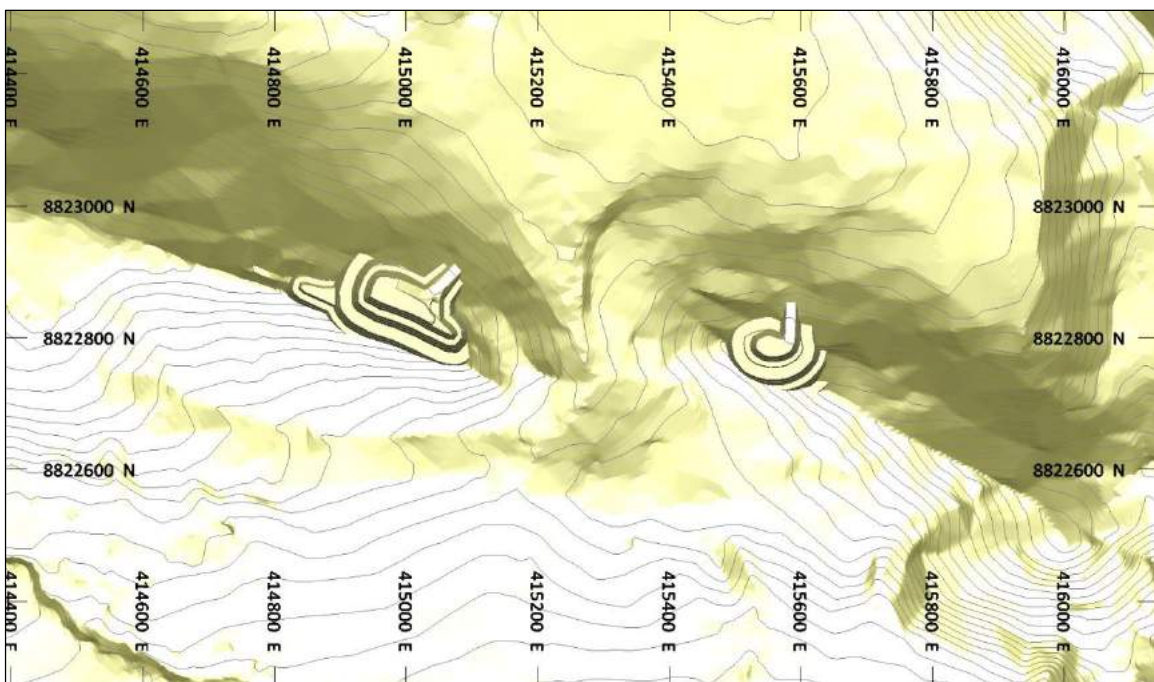 414400 E
414600 E
414800 E
415000 E
415200 E
415400 E
415600 E
415800 E
416000 E
8823000 N
8823000 N
8822800 N
8822800 N
8822600 N
8822600 N
414400 E
414600 E
414800 E
415000 E
415200 E
415400 E
415600 E
415800 E
416000 E